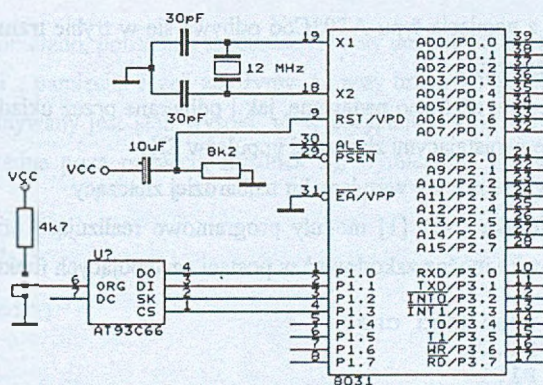 30pF
19 X1 AD0/P0.0 39
AD1/P0.1 38
AD2/P0.2 37
12 MHz AD3/P0.3 36
AD4/P0.4 35
18 X2 AD5/P0.5 34
30pF AD6/P0.6 33
9 RST/VPD AD7/P0.7 32
10uF
30 ALE
29 PSEN A8/P2.0 21
VCC 8k2 A9/P2.1 22
A10/P2.2 23
31 EA/VPP A11/P2.3 24
VCC A12/P2.4 25
A13/P2.5 26
4k7 A14/P2.6 27
A15/P2.7 28
U?
DO 4 1 P1.0 RXD/P3.0 10
6 ORG DI 3 2 P1.1 TXD/P3.1 11
7 DC SK 2 3 P1.2 INT0/P3.2 12
CS 1 4 P1.3 INT1/P3.3 13
5 P1.4 T0/P3.4 14
AT93C66 6 P1.5 T1/P3.5 15
7 P1.6 WR/P3.6 16
8 P1.7 RD/P3.7 17
8031